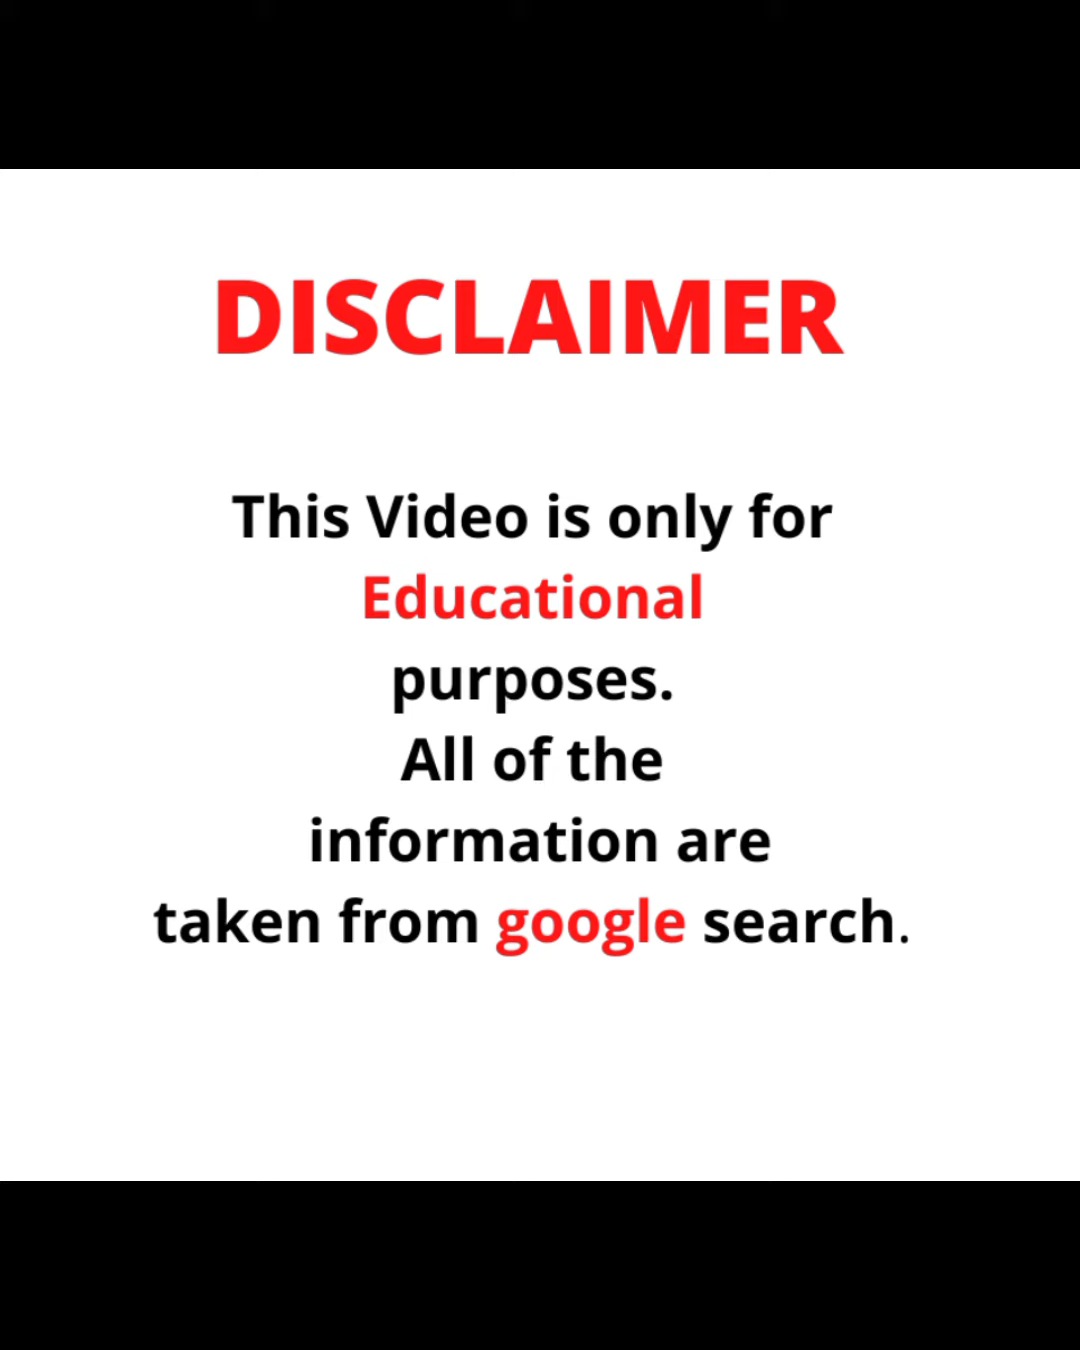 DISCLAIMER
This Video is only for
Educational
purposes.
All of the
information are
taken from google search.